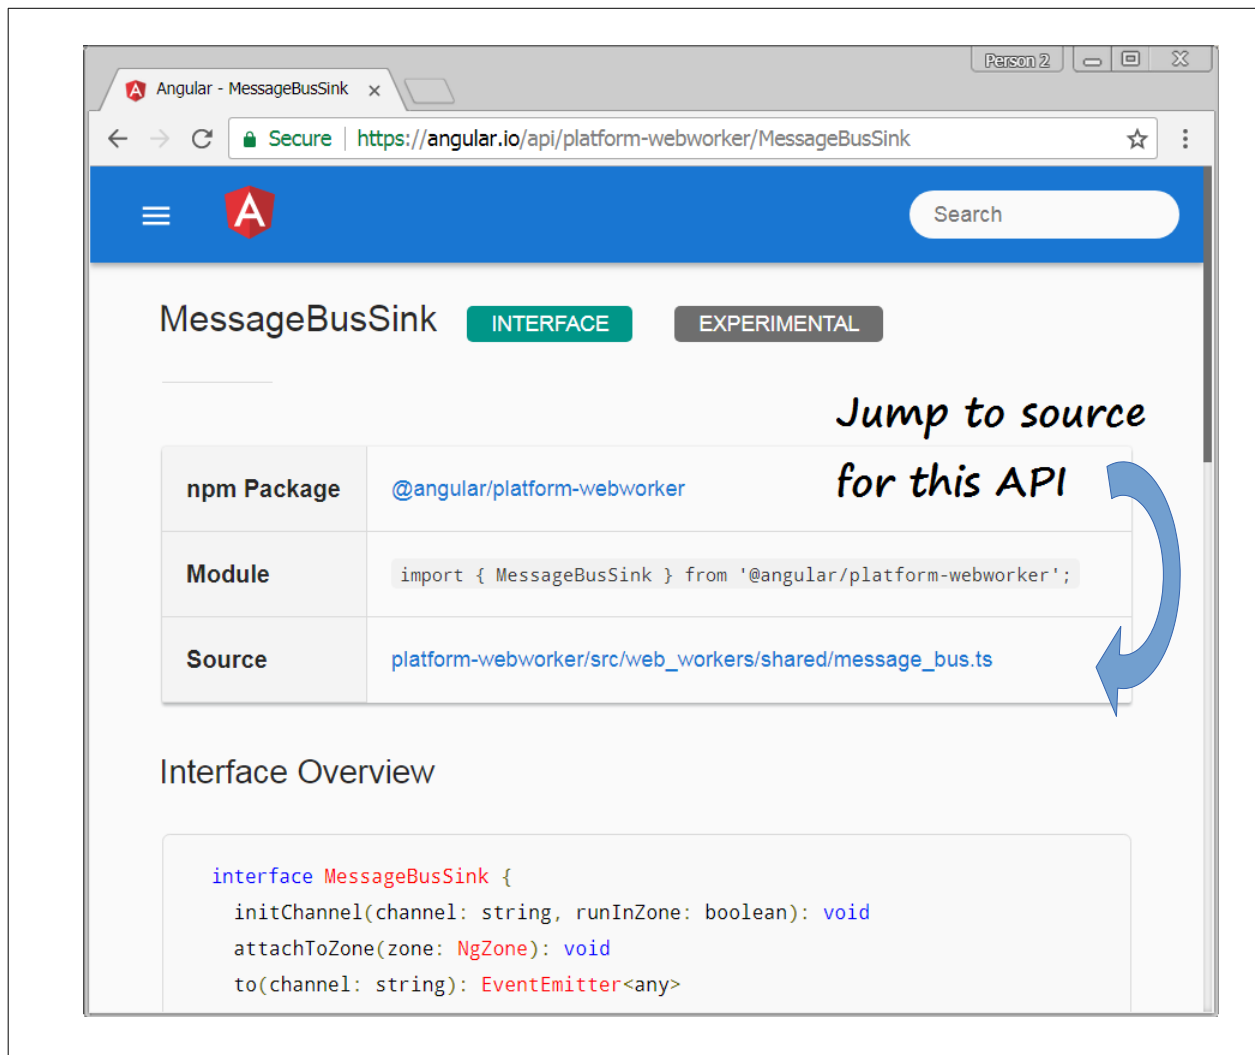 Person 2
Angular - MessageBusSink
Secure https://angular.io/api/platform-webworker/MessageBusSink
Search
MessageBusSink INTERFACE EXPERIMENTAL
Jump to source
for this API
npm Package @angular/platform-webworker
Module import { MessageBusSink } from '@angular/platform-webworker';
Source platform-webworker/src/web_workers/shared/message_bus.ts
Interface Overview
interface MessageBusSink {
initChannel(channel: string, runInZone: boolean): void
attachToZone(zone: NgZone): void
to(channel: string): EventEmitter<any>